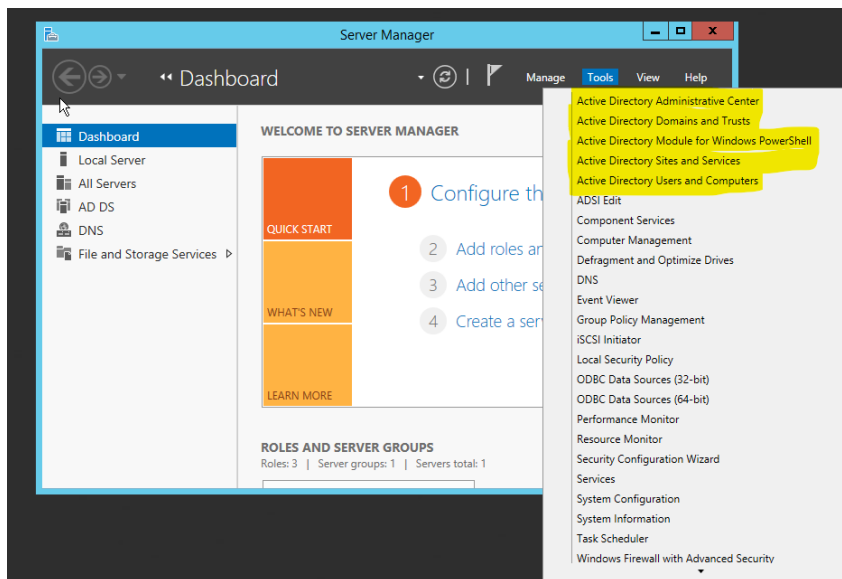 Server Manager
Dashboard
Manage Tools View Help
Dashboard
Local Server
All Servers
AD DS
DNS
File and Storage Services
WELCOME TO SERVER MANAGER
QUICK START
WHAT'S NEW
LEARN MORE
1 Configure th
2 Add roles an
3 Add other se
4 Create a ser
ROLES AND SERVER GROUPS
Roles: 3 | Server groups: 1 | Servers total: 1
Active Directory Administrative Center
Active Directory Domains and Trusts
Active Directory Module for Windows PowerShell
Active Directory Sites and Services
Active Directory Users and Computers
ADSI Edit
Component Services
Computer Management
Defragment and Optimize Drives
DNS
Event Viewer
Group Policy Management
iSCSI Initiator
Local Security Policy
ODBC Data Sources (32-bit)
ODBC Data Sources (64-bit)
Performance Monitor
Resource Monitor
Security Configuration Wizard
Services
System Configuration
System Information
Task Scheduler
Windows Firewall with Advanced Security